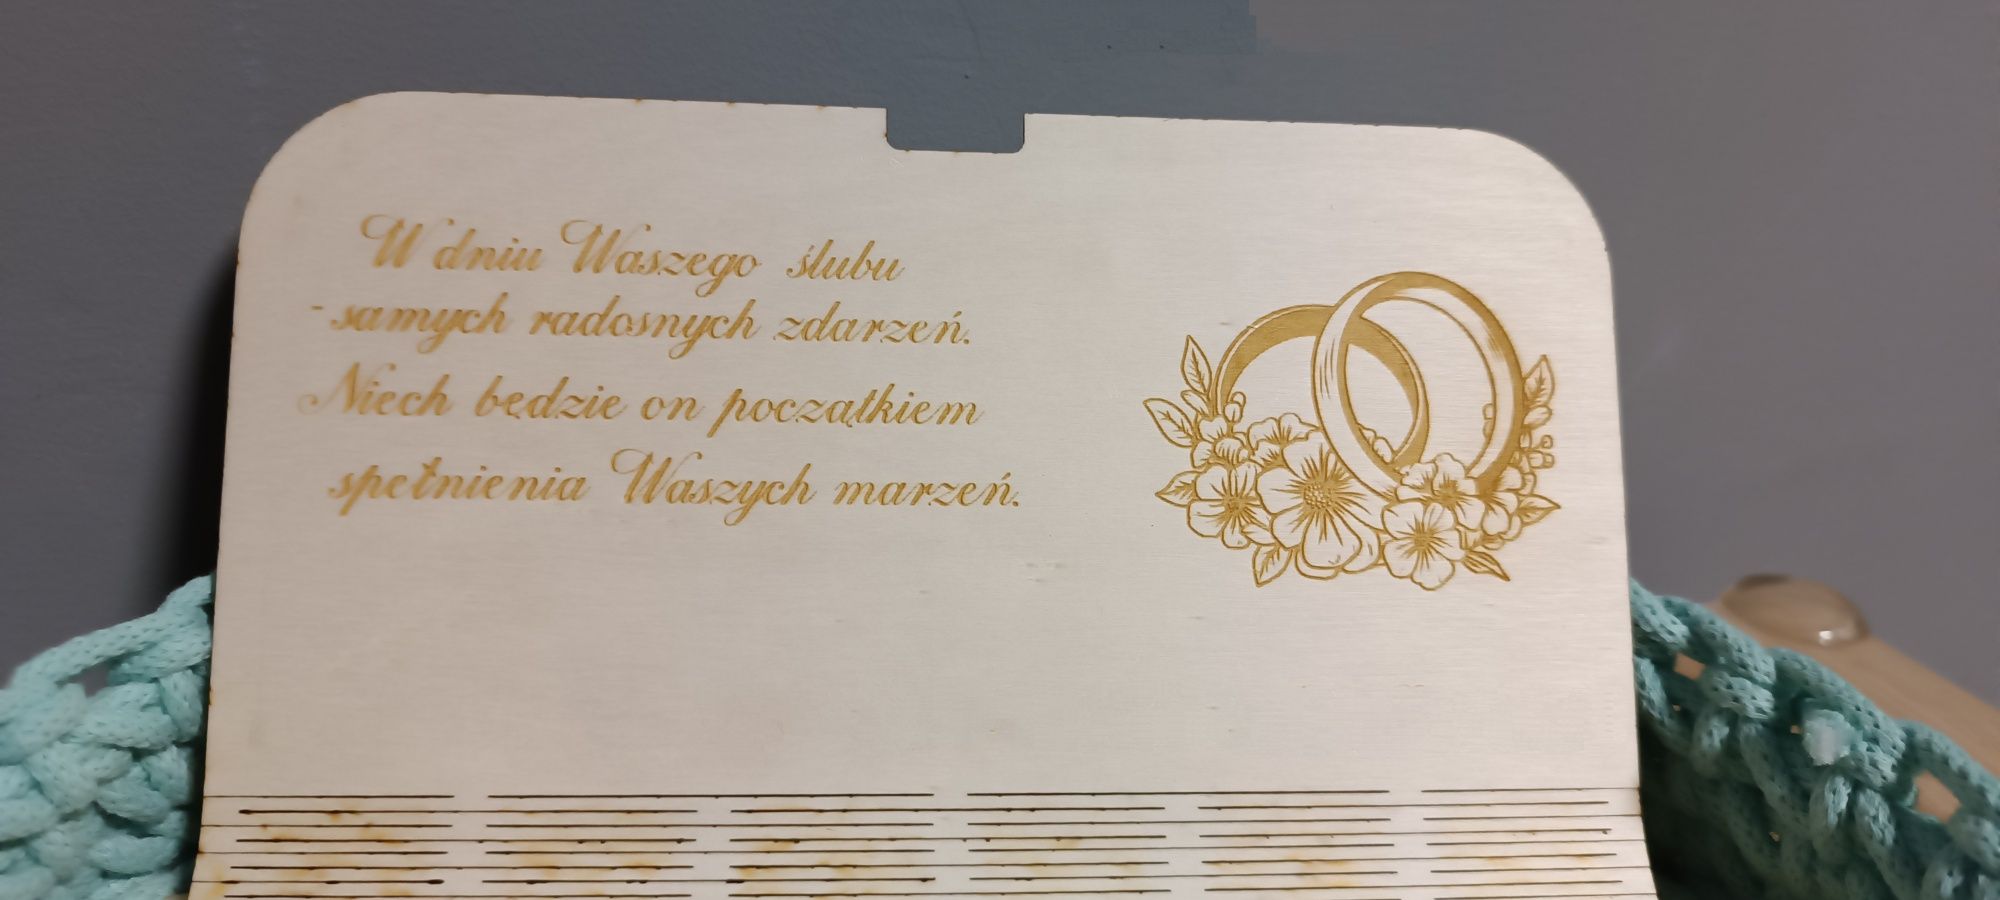 W dniu Waszego ślubu
- samych radosnych zdarzeń.
Niech będzie on początkiem
spełnienia Waszych marzeń.